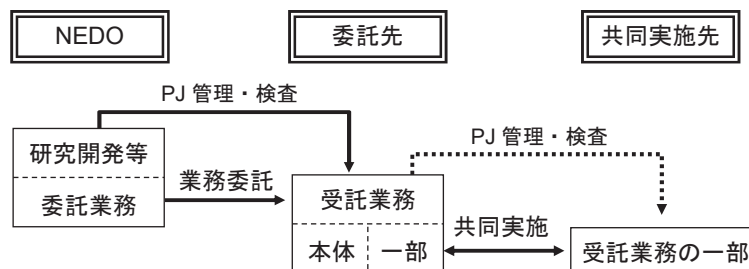 NEDO
委託先
共同実施先
PJ 管理・検査
研究開発等
委託業務
業務委託
受託業務
本体
一部
PJ 管理・検査
共同実施
受託業務の一部